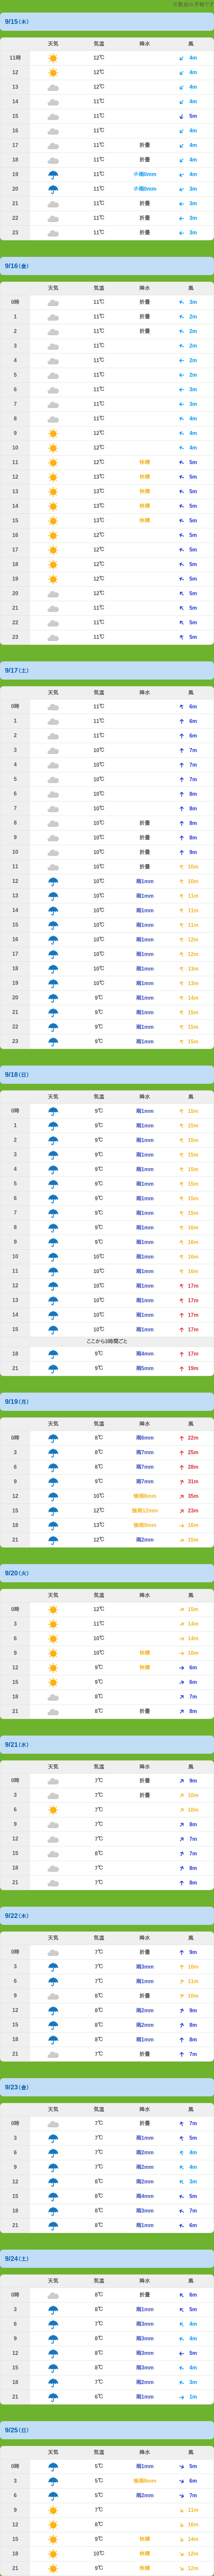 9/15(木)
天気 気温 降水 風
11時 12℃ 4m
12 12℃ 4m
13 12℃ 4m
14 11℃ 4m
15 11℃ 5m
16 11℃ 4m
17 11℃ 折畳 4m
18 11℃ 折畳 4m
19 11℃ 小雨0mm 4m
20 11℃ 小雨0mm 3m
21 11℃ 折畳 3m
22 11℃ 折畳 3m
23 11℃ 折畳 3m
9/16(金)
天気 気温 降水 風
0時 11℃ 折畳 3m
1 11℃ 折畳 2m
2 11℃ 折畳 2m
3 11℃ 2m
4 11℃ 2m
5 11℃ 2m
6 11℃ 3m
7 11℃ 3m
8 11℃ 4m
9 12℃ 4m
10 12℃ 4m
11 12℃ 快晴 5m
12 13℃ 快晴 5m
13 13℃ 快晴 5m
14 13℃ 快晴 5m
15 13℃ 快晴 5m
16 12℃ 5m
17 12℃ 5m
18 12℃ 5m
19 12℃ 5m
20 12℃ 5m
21 11℃ 5m
22 11℃ 5m
23 11℃ 5m
9/17(土)
天気 気温 降水 風
0時 11℃ 6m
1 11℃ 6m
2 11℃ 6m
3 10℃ 7m
4 10℃ 7m
5 10℃ 7m
6 10℃ 8m
7 10℃ 8m
8 10℃ 折畳 8m
9 10℃ 折畳 8m
10 10℃ 折畳 9m
11 10℃ 折畳 10m
12 10℃ 雨1mm 10m
13 10℃ 雨1mm 11m
14 10℃ 雨1mm 11m
15 10℃ 雨1mm 11m
16 10℃ 雨1mm 12m
17 10℃ 雨1mm 12m
18 10℃ 雨1mm 13m
19 10℃ 雨1mm 13m
20 9℃ 雨1mm 14m
21 9℃ 雨1mm 15m
22 9℃ 雨1mm 15m
23 9℃ 雨1mm 15m
9/18(日)
天気 気温 降水 風
0時 9℃ 雨1mm 15m
1 9℃ 雨1mm 15m
2 9℃ 雨1mm 15m
3 9℃ 雨1mm 15m
4 9℃ 雨1mm 15m
5 9℃ 雨1mm 15m
6 9℃ 雨1mm 15m
7 9℃ 雨1mm 15m
8 9℃ 雨1mm 16m
9 9℃ 雨1mm 16m
10 10℃ 雨1mm 16m
11 10℃ 雨1mm 16m
12 10℃ 雨1mm 17m
13 10℃ 雨1mm 17m
14 10℃ 雨1mm 17m
15 10℃ 雨1mm 17m
ここから3時間ごと
18 9℃ 雨4mm 17m
21 9℃ 雨5mm 19m
9/19(月)
天気 気温 降水 風
0時 8℃ 雨6mm 22m
3 8℃ 雨7mm 25m
6 8℃ 雨7mm 28m
9 9℃ 雨7mm 31m
12 10℃ 35m
15 12℃ 23m
18 13℃ 16m
21 12℃ 雨2mm 15m
9/20(火)
天気 気温 降水 風
0時 12℃ 15m
3 11℃ 14m
6 10℃ 14m
9 10℃ 快晴 10m
12 9℃ 快晴 6m
15 9℃ 6m
18 8℃ 7m
21 8℃ 折畳 8m
9/21(水)
天気 気温 降水 風
0時 7℃ 折畳 9m
3 7℃ 折畳 10m
6 7℃ 10m
9 7℃ 8m
12 7℃ 7m
15 8℃ 7m
18 7℃ 8m
21 7℃ 8m
9/22(木)
天気 気温 降水 風
0時 7℃ 折畳 9m
3 7℃ 雨3mm 10m
6 7℃ 雨1mm 11m
9 8℃ 折畳 10m
12 8℃ 雨2mm 9m
15 8℃ 雨2mm 8m
18 8℃ 雨1mm 8m
21 7℃ 折畳 7m
9/23(金)
天気 気温 降水 風
0時 7℃ 折畳 7m
3 7℃ 雨1mm 5m
6 7℃ 雨2mm 4m
9 7℃ 雨2mm 4m
12 8℃ 雨2mm 3m
15 8℃ 雨4mm 5m
18 8℃ 雨3mm 7m
21 8℃ 雨1mm 6m
9/24(土)
天気 気温 降水 風
0時 8℃ 折畳 6m
3 8℃ 雨1mm 5m
6 7℃ 雨3mm 4m
9 8℃ 雨3mm 4m
12 8℃ 雨3mm 5m
15 8℃ 雨3mm 4m
18 7℃ 雨2mm 3m
21 6℃ 雨1mm 1m
9/25(日)
天気 気温 降水 風
0時 5℃ 雨1mm 5m
3 5℃ 6m
6 5℃ 雨2mm 7m
9 7℃ 11m
12 8℃ 16m
15 9℃ 快晴 14m
18 10℃ 快晴 12m
21 9℃ 快晴 12m